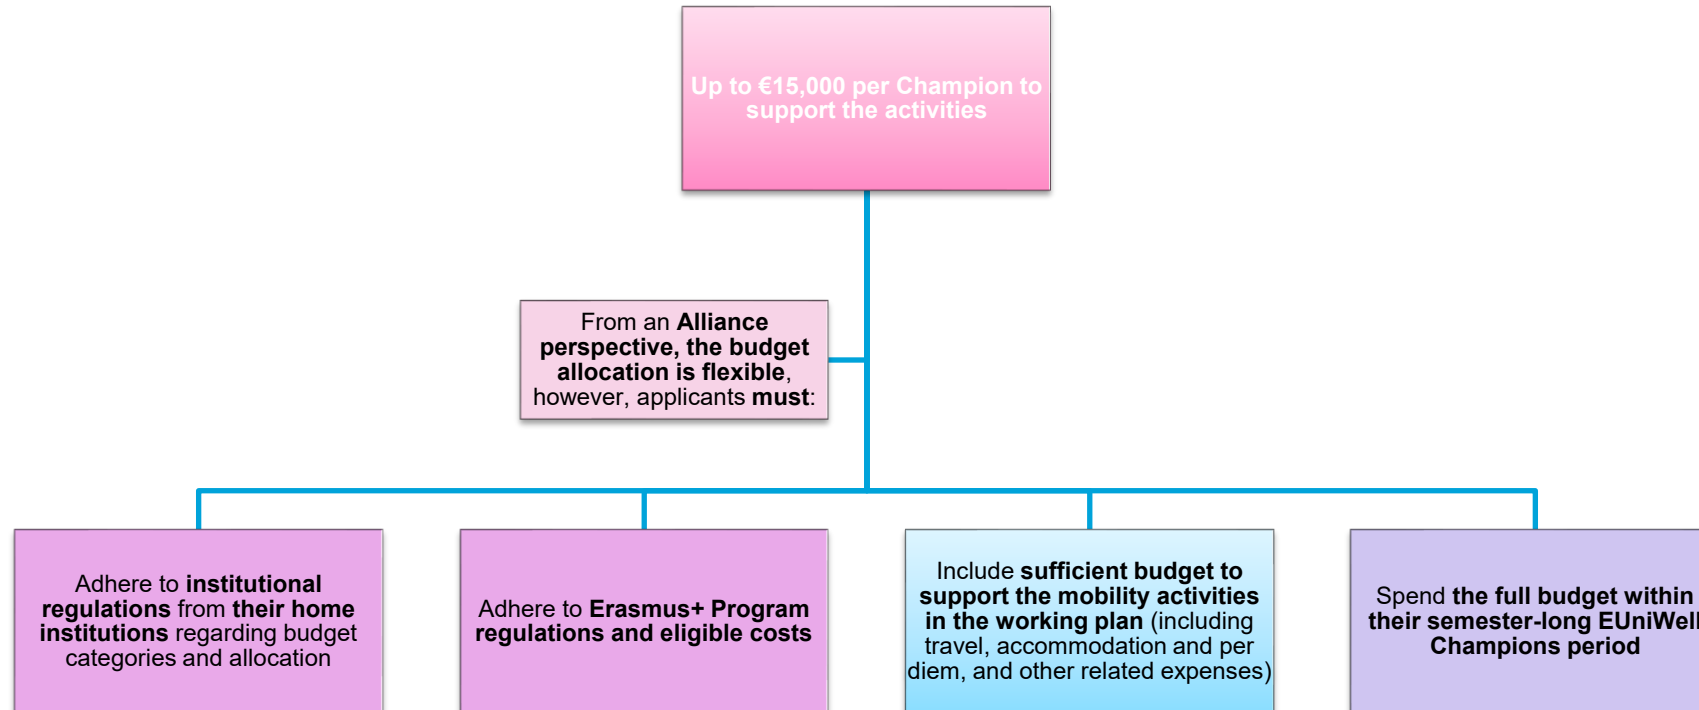 Up to €15,000 per Champion to
support the activities
From an Alliance
perspective, the budget
allocation is flexible,
however, applicants must:
Adhere to institutional
regulations from their home
institutions regarding budget
categories and allocation
Adhere to Erasmus+ Program
regulations and eligible costs
Include sufficient budget to
support the mobility activities
in the working plan (including
travel, accommodation and per
diem, and other related expenses)
Spend the full budget within
their semester-long EUniWell
Champions period